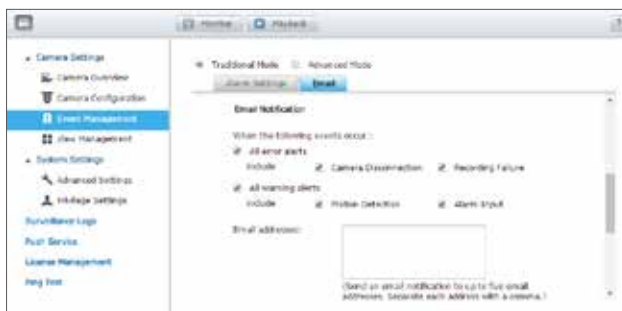 Monitor Playback
Camera Settings
Camera Overview
Camera Configuration
Event Management
View Management
System Settings
Advanced Settings
Privilege Settings
Surveillance Logs
Push Service
License Management
Ping Test
Traditional Mode Advanced Mode
Alarm Settings Email
Email Notification
When the following events occur :
All error alerts
include Camera Disconnection Recording Failure
All warning alerts
include Motion Detection Alarm Input
Email addresses:
(Send an email notification to up to five email
addresses. Separate each address with a comma.)